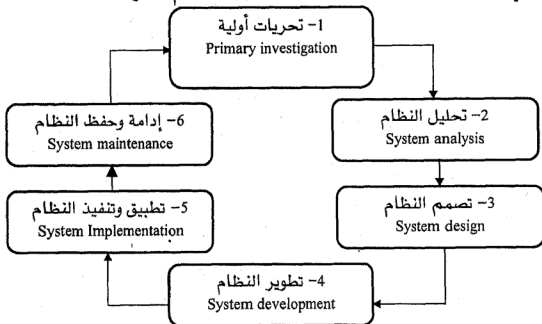 1- تحريات أولية
Primary investigation
2- تحليل النظام
System analysis
3- تصمم النظام
System design
4- تطوير النظام
System development
5- تطبيق وتنفيذ النظام
System Implementation
6- إدامة وحفظ النظام
System maintenance